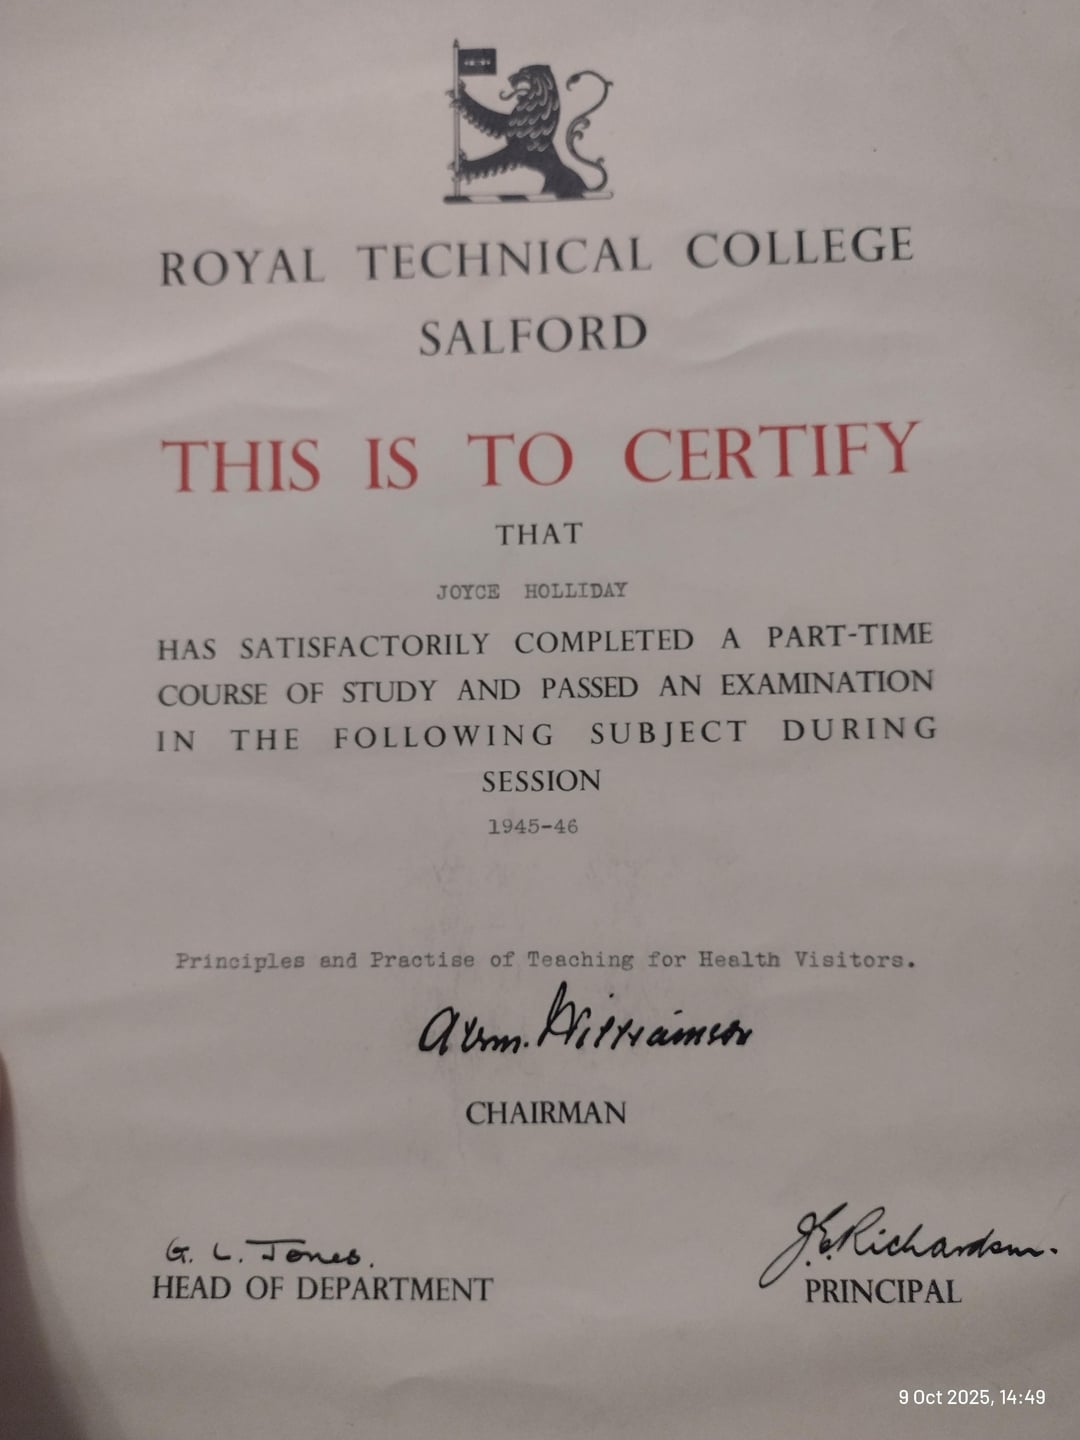 ROYAL TECHNICAL COLLEGE
SALFORD
THIS IS TO CERTIFY
THAT
JOYCE HOLLIDAY
HAS SATISFACTORILY COMPLETED A PART-TIME
COURSE OF STUDY AND PASSED AN EXAMINATION
IN THE FOLLOWING SUBJECT DURING
SESSION
1945-46
Principles and Practise of Teaching for Health Visitors.
Williamson
CHAIRMAN
G. L. Jones.
HEAD OF DEPARTMENT
J.E. Richardson.
PRINCIPAL
9 Oct 2025, 14:49